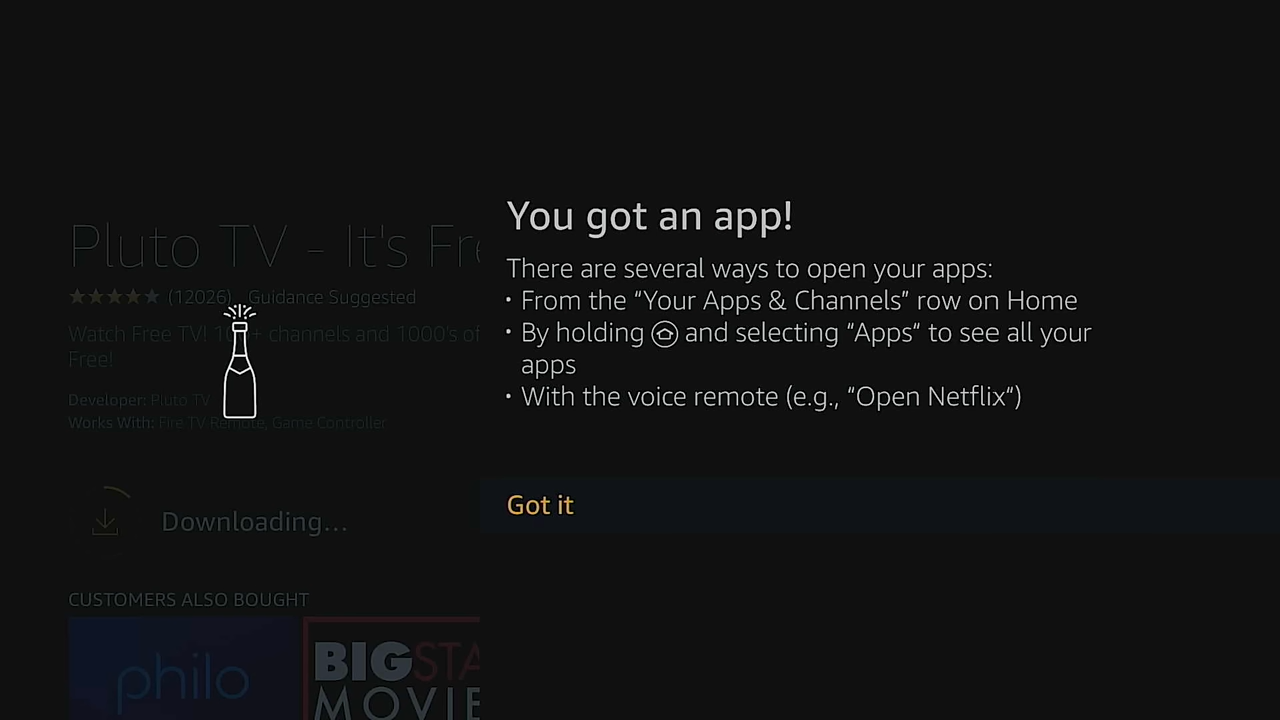 You got an app!
There are several ways to open your apps:
• From the “Your Apps & Channels” row on Home
• By holding and selecting “Apps“ to see all your
apps
• With the voice remote (e.g., “Open Netflix“)
Got it
Pluto TV - It's Fre
(12026) Guidance Suggested
Watch Free TV! + channels and 1000's of
Free!
Developer: Pluto TV
Works With: Fire TV Remote, Game Controller
Downloading...
CUSTOMERS ALSO BOUGHT
philo
BIGSTA
MOVIE